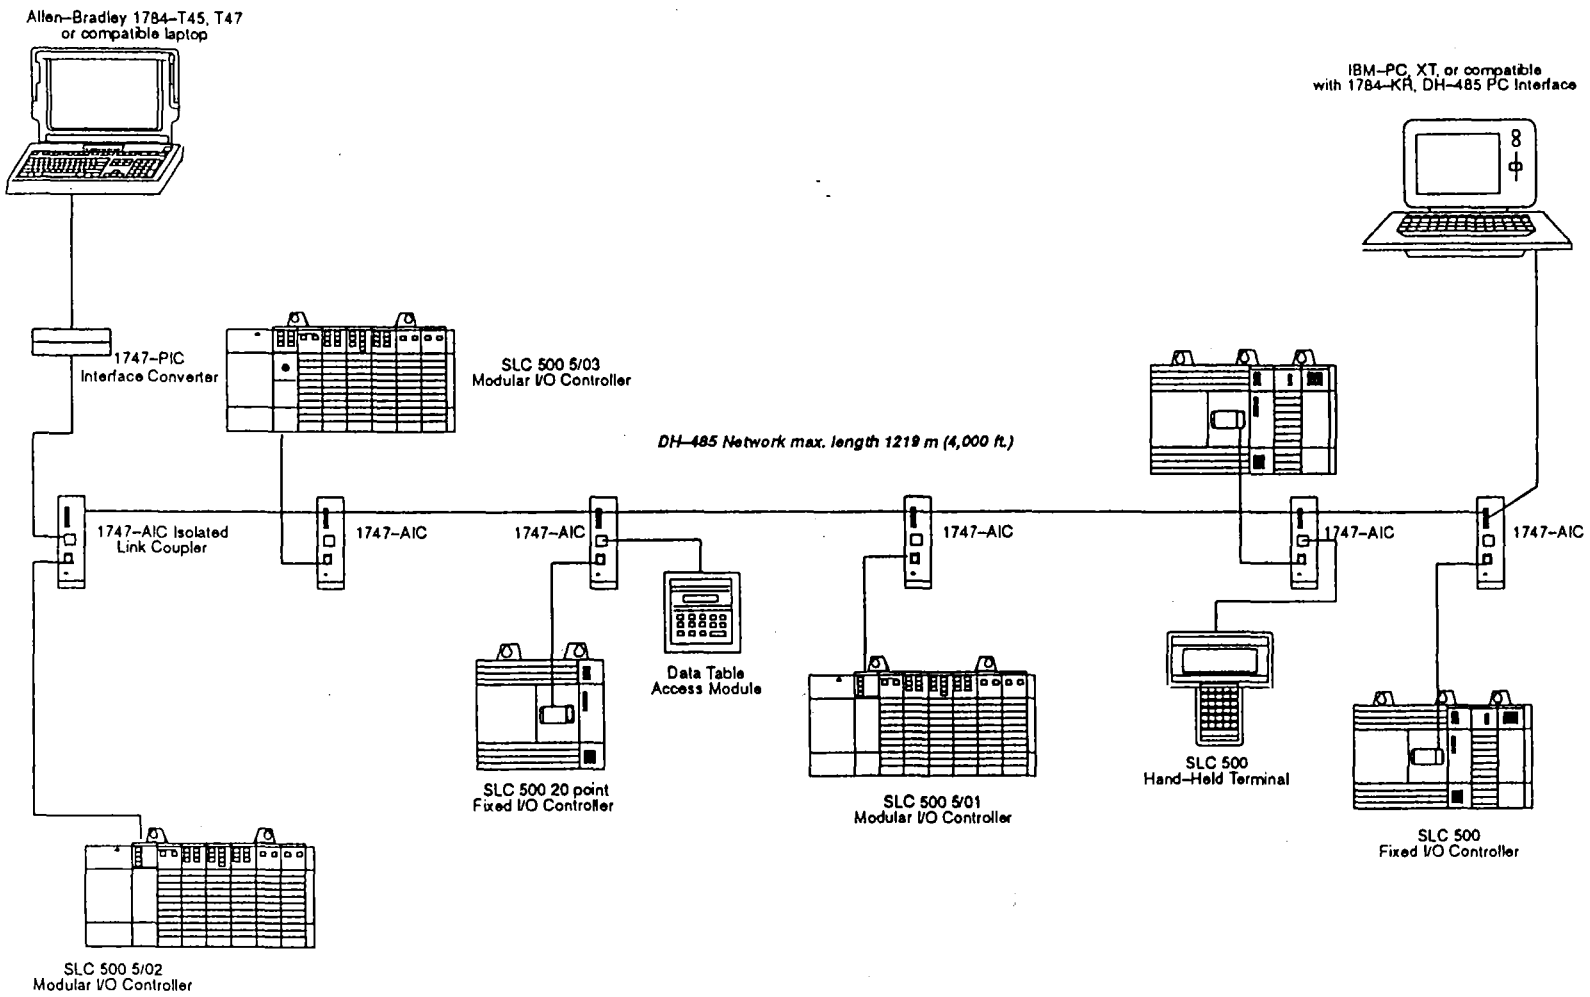 Allen–Bradley 1784–T45, T47
or compatible laptop
IBM–PC, XT, or compatible
with 1784–KR, DH–485 PC Interface
1747–PIC
Interface Converter
SLC 500 5/03
Modular I/O Controller
DH–485 Network max. length 1219 m (4,000 ft.)
1747–AIC Isolated
Link Coupler
1747–AIC
1747–AIC
1747–AIC
1747–AIC
1747–AIC
Data Table
Access Module
SLC 500 20 point
Fixed I/O Controller
SLC 500 5/01
Modular I/O Controller
SLC 500
Hand–Held Terminal
SLC 500
Fixed I/O Controller
SLC 500 5/02
Modular I/O Controller